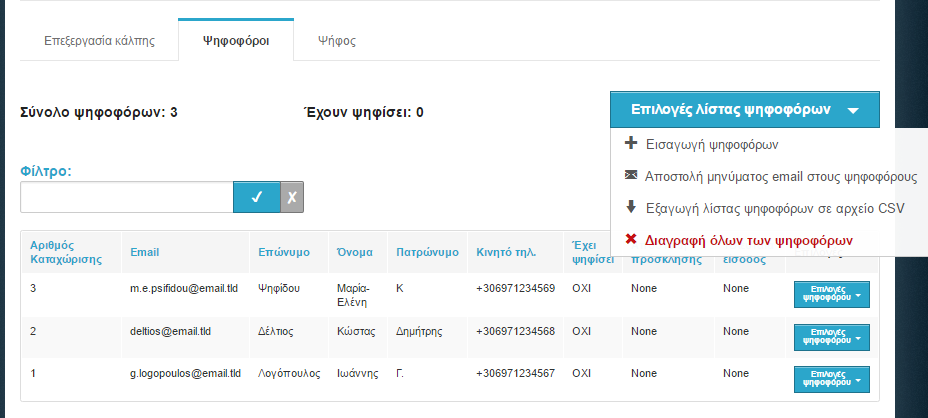 Επεξεργασία κάλπης Ψηφοφόροι Ψήφος
Σύνολο ψηφοφόρων: 3 Έχουν ψηφίσει: 0 Επιλογές λίστας ψηφοφόρων
Εισαγωγή ψηφοφόρων
Αποστολή μηνύματος email στους ψηφοφόρους
Εξαγωγή λίστας ψηφοφόρων σε αρχείο CSV
Διαγραφή όλων των ψηφοφόρων
Φίλτρο:
Αριθμός Καταχώρισης Email Επώνυμο Όνομα Πατρώνυμο Κινητό τηλ. Έχει ψηφίσει πρόσκλησης είσοδος
3 m.e.psifidou@email.tld Ψηφίδου Μαρία-Ελένη Κ +306971234569 ΟΧΙ None None Επιλογές ψηφοφόρου
2 deltios@email.tld Δέλτιος Κώστας Δημήτρης +306971234568 ΟΧΙ None None Επιλογές ψηφοφόρου
1 g.logopoulos@email.tld Λογόπουλος Ιωάννης Γ. +306971234567 ΟΧΙ None None Επιλογές ψηφοφόρου